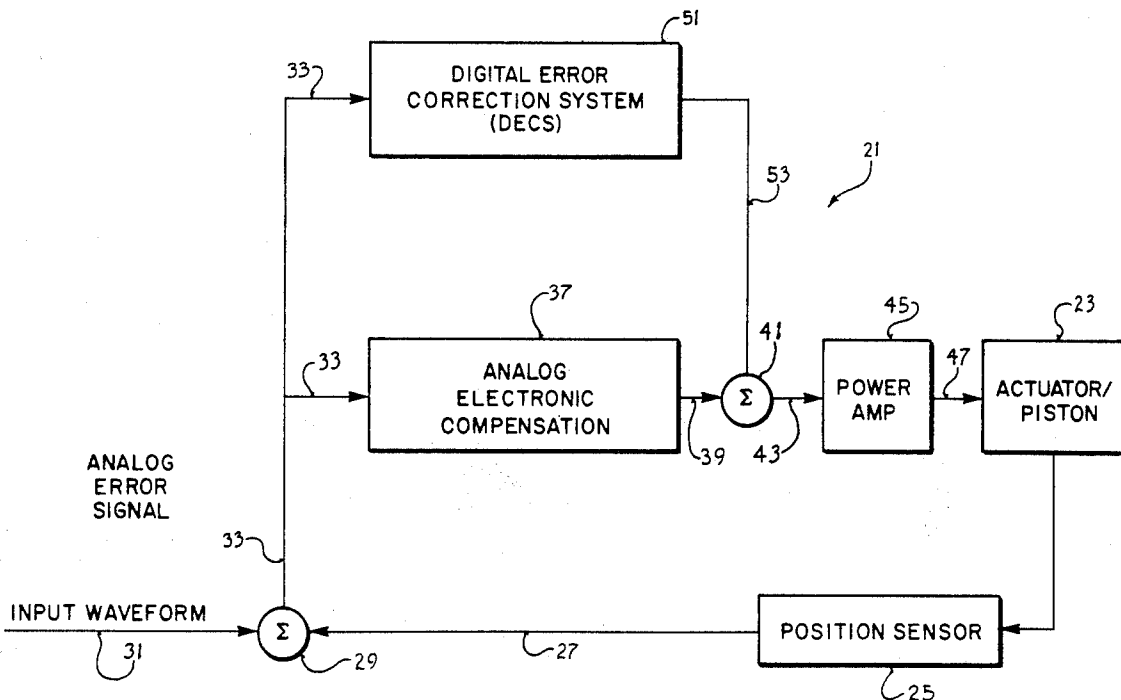 51
33
DIGITAL ERROR
CORRECTION SYSTEM
(DECS)
21
53
37
45
23
41
33
ANALOG
ELECTRONIC
COMPENSATION
Σ
POWER
AMP
47
ACTUATOR/
PISTON
39
43
ANALOG
ERROR
SIGNAL
33
INPUT WAVEFORM
31
Σ
29
27
POSITION SENSOR
25